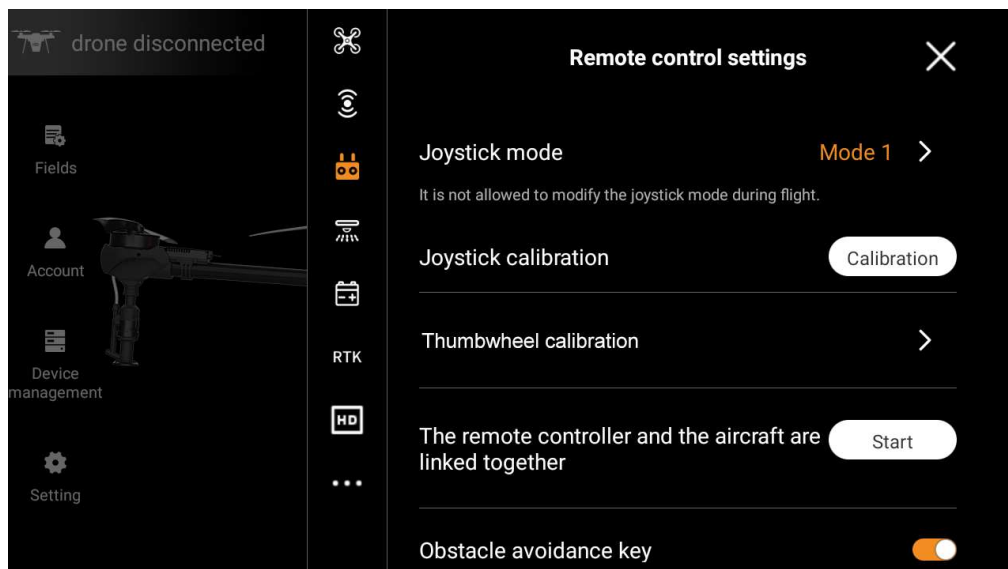 drone disconnected
Fields
Account
Device
management
Setting
RTK
HD
Remote control settings
Joystick mode
Mode 1
It is not allowed to modify the joystick mode during flight.
Joystick calibration
Calibration
Thumbwheel calibration
The remote controller and the aircraft are
linked together
Start
Obstacle avoidance key